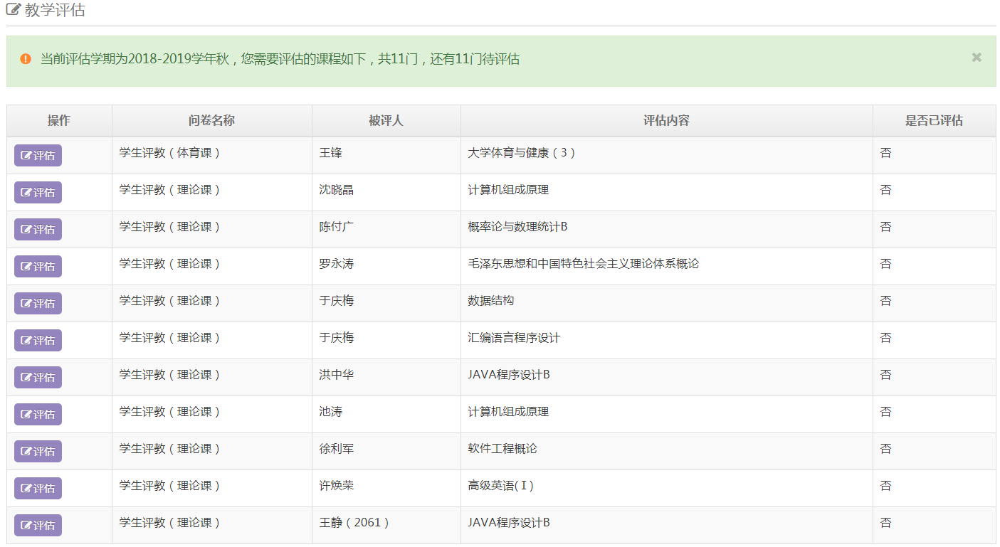 教学评估
当前评估学期为2018-2019学年秋，您需要评估的课程如下，共11门，还有11门待评估
操作 问卷名称 被评人 评估内容 是否已评估
评估 学生评教（体育课） 王锋 大学体育与健康（3） 否
评估 学生评教（理论课） 沈晓晶 计算机组成原理 否
评估 学生评教（理论课） 陈付广 概率论与数理统计B 否
评估 学生评教（理论课） 罗永涛 毛泽东思想和中国特色社会主义理论体系概论 否
评估 学生评教（理论课） 于庆梅 数据结构 否
评估 学生评教（理论课） 于庆梅 汇编语言程序设计 否
评估 学生评教（理论课） 洪中华 JAVA程序设计B 否
评估 学生评教（理论课） 池涛 计算机组成原理 否
评估 学生评教（理论课） 徐利军 软件工程概论 否
评估 学生评教（理论课） 许焕荣 高级英语(Ⅰ) 否
评估 学生评教（理论课） 王静（2061） JAVA程序设计B 否